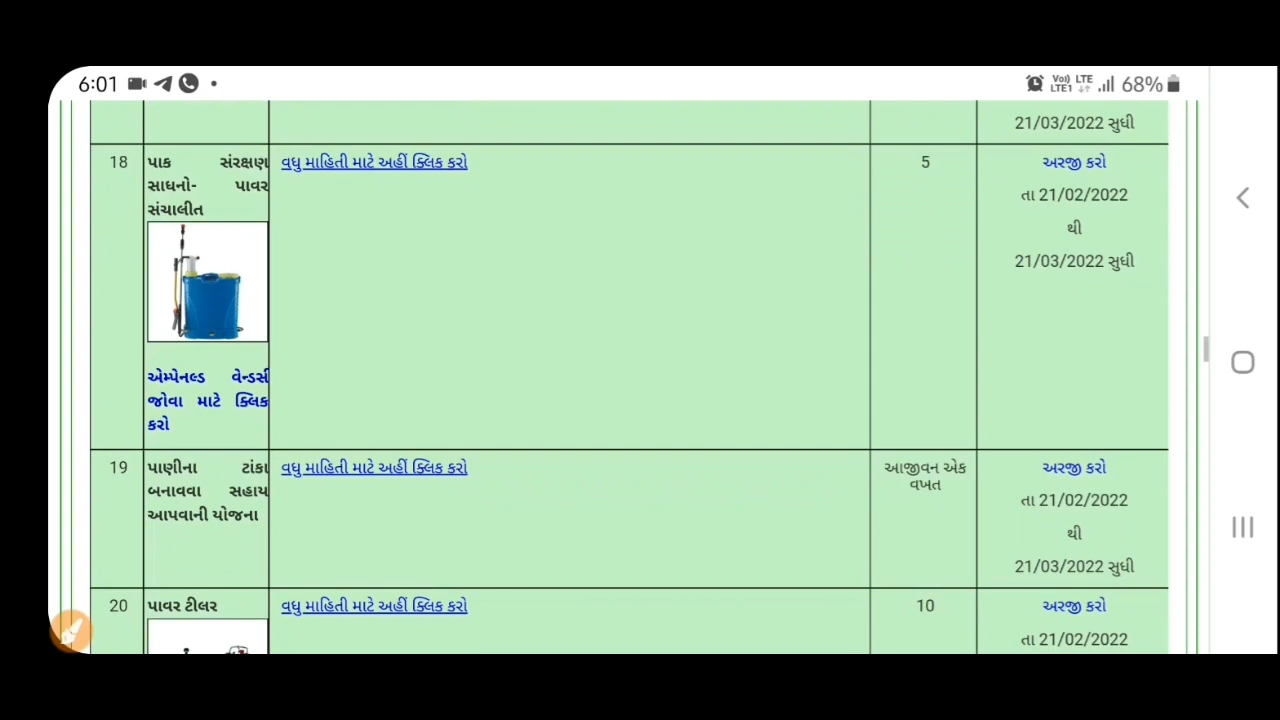 6:01 Vo)) LTE LTE1 68%
21/03/2022 સુધી
18 પાક સંરક્ષણ વધુ માહિતી માટે અહીં ક્લિક કરો 5 અરજી કરો
સાધનો- પાવર
સંચાલીત
તા 21/02/2022
થી
21/03/2022 સુધી
એમ્પેનલ્ડ વેન્ડર્સ
જોવા માટે ક્લિક
કરો
19 પાણીના ટાંકા વધુ માહિતી માટે અહીં ક્લિક કરો આજીવન એક અરજી કરો
બનાવવા સહાય વખત
આપવાની યોજના
તા 21/02/2022
થી
21/03/2022 સુધી
20 પાવર ટીલર વધુ માહિતી માટે અહીં ક્લિક કરો 10 અરજી કરો
તા 21/02/2022